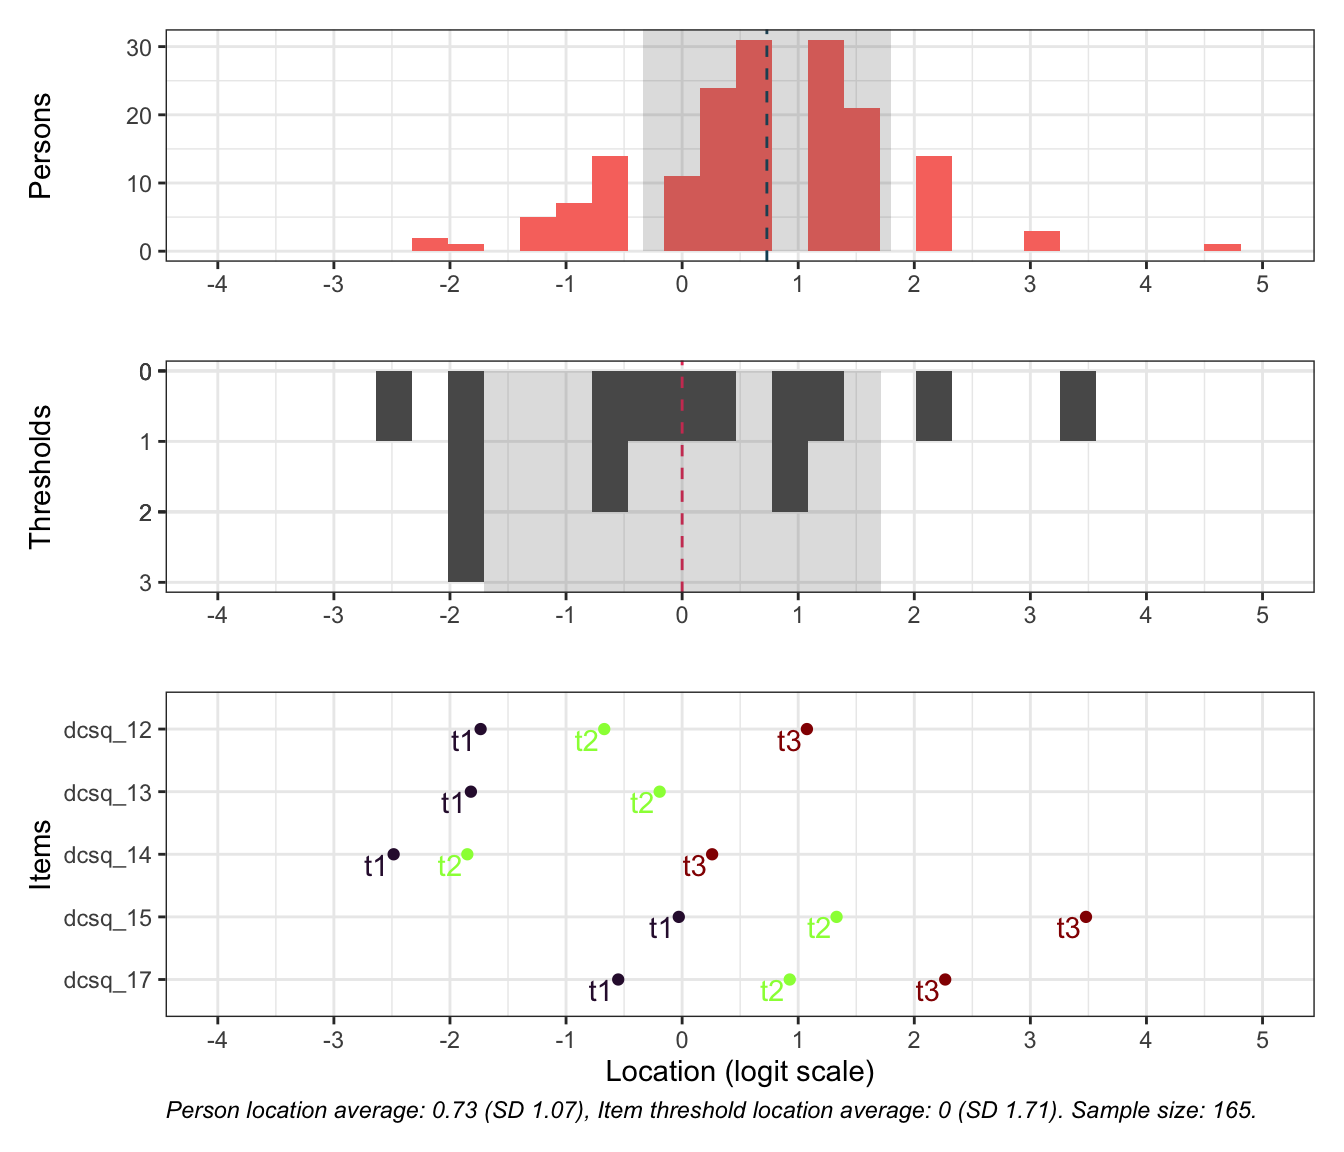 Persons
30
20
10
0
-4 -3 -2 -1 0 1 2 3 4 5
Thresholds
0
1
2
3
-4 -3 -2 -1 0 1 2 3 4 5
Items
dcsq_12 t1 t2 t3
dcsq_13 t1 t2
dcsq_14 t1 t2 t3
dcsq_15 t1 t2 t3
dcsq_17 t1 t2 t3
-4 -3 -2 -1 0 1 2 3 4 5
Location (logit scale)
Person location average: 0.73 (SD 1.07), Item threshold location average: 0 (SD 1.71). Sample size: 165.